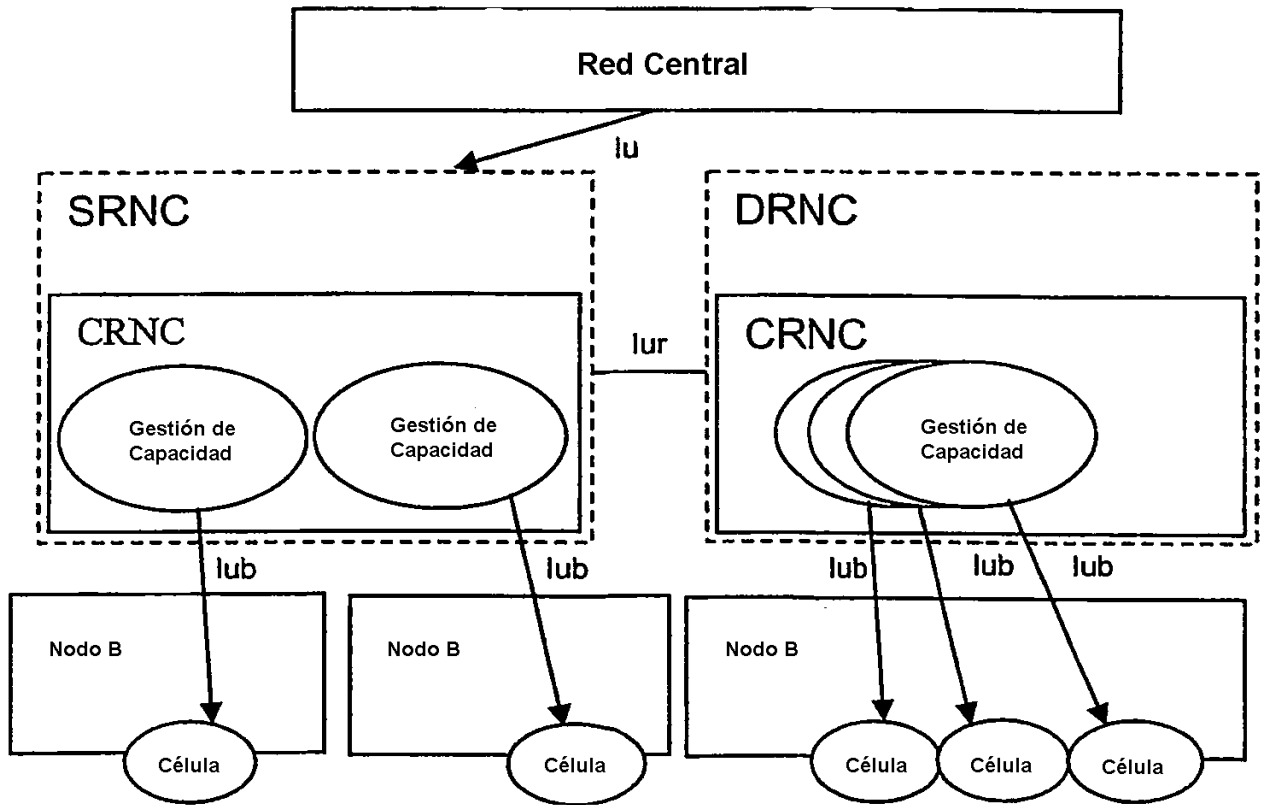 Red Central
Iu
SRNC
DRNC
CRNC
CRNC
Iur
Gestión de
Capacidad
Gestión de
Capacidad
Gestión de
Capacidad
Iub
Iub
Iub
Iub
Iub
Nodo B
Nodo B
Nodo B
Célula
Célula
Célula
Célula
Célula